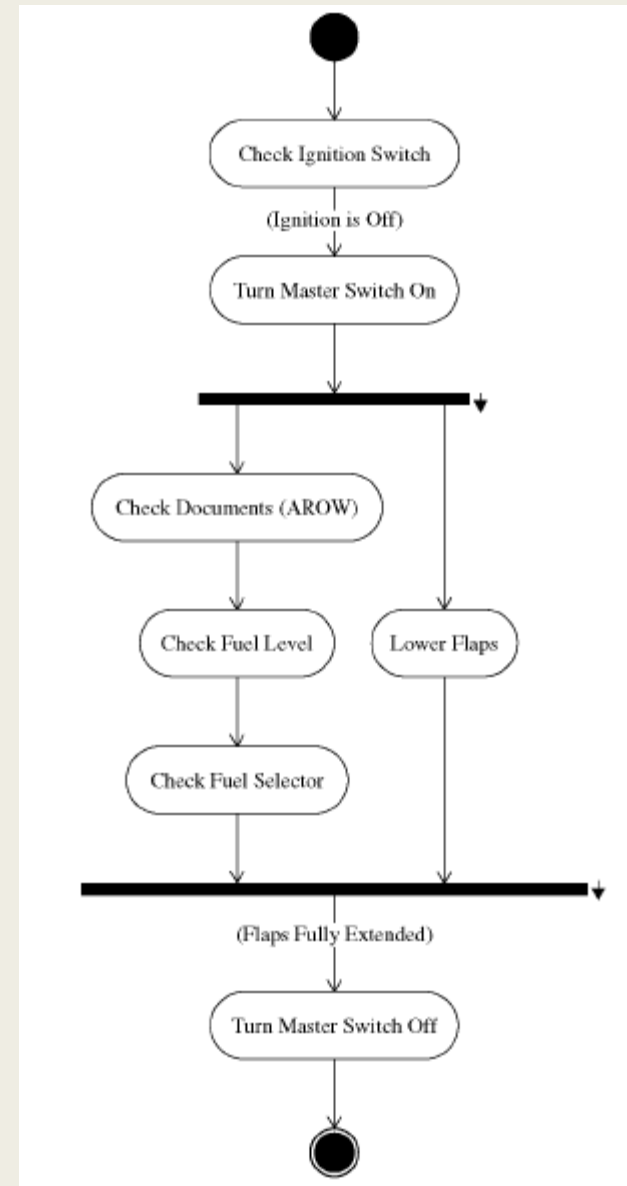 Check Ignition Switch
(Ignition is Off)
Turn Master Switch On
Check Documents (AROW)
Check Fuel Level
Lower Flaps
Check Fuel Selector
(Flaps Fully Extended)
Turn Master Switch Off